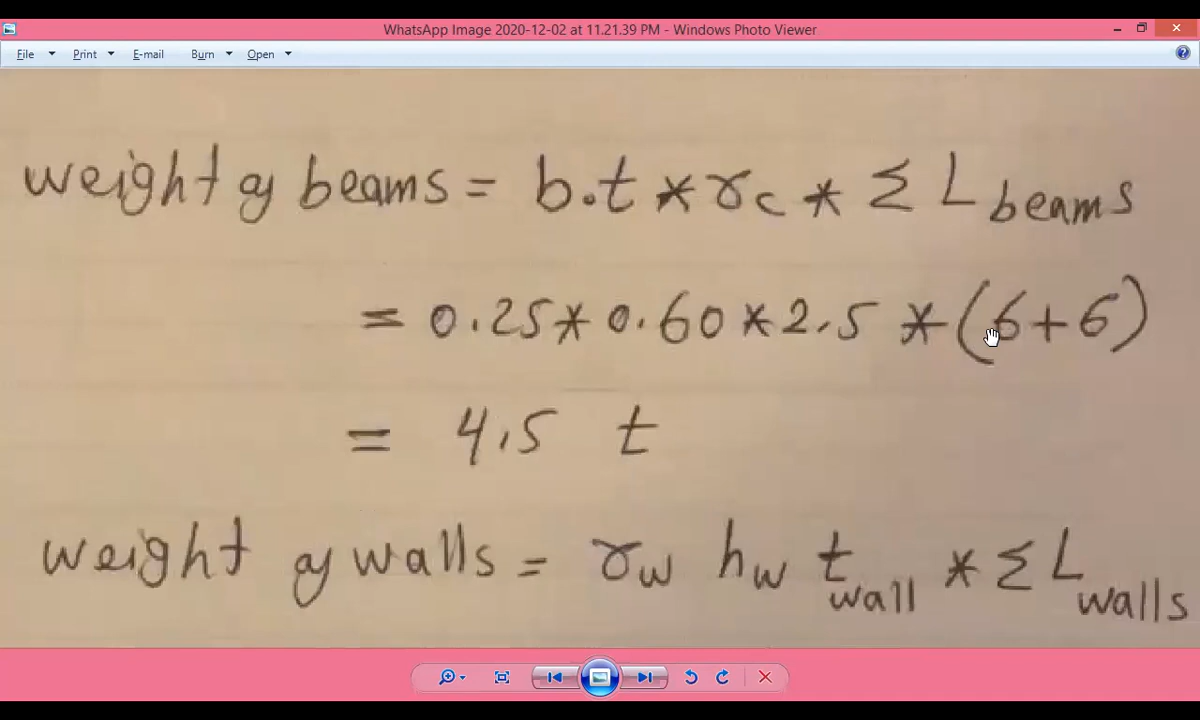 WhatsApp Image 2020-12-02 at 11.21.39 PM - Windows Photo Viewer
File Print E-mail Burn Open
weight of beams = b.t * γc * Σ L beams
= 0.25 * 0.60 * 2.5 * (6+6)
= 4.5 t
weight of walls = γw hw t wall * Σ L walls